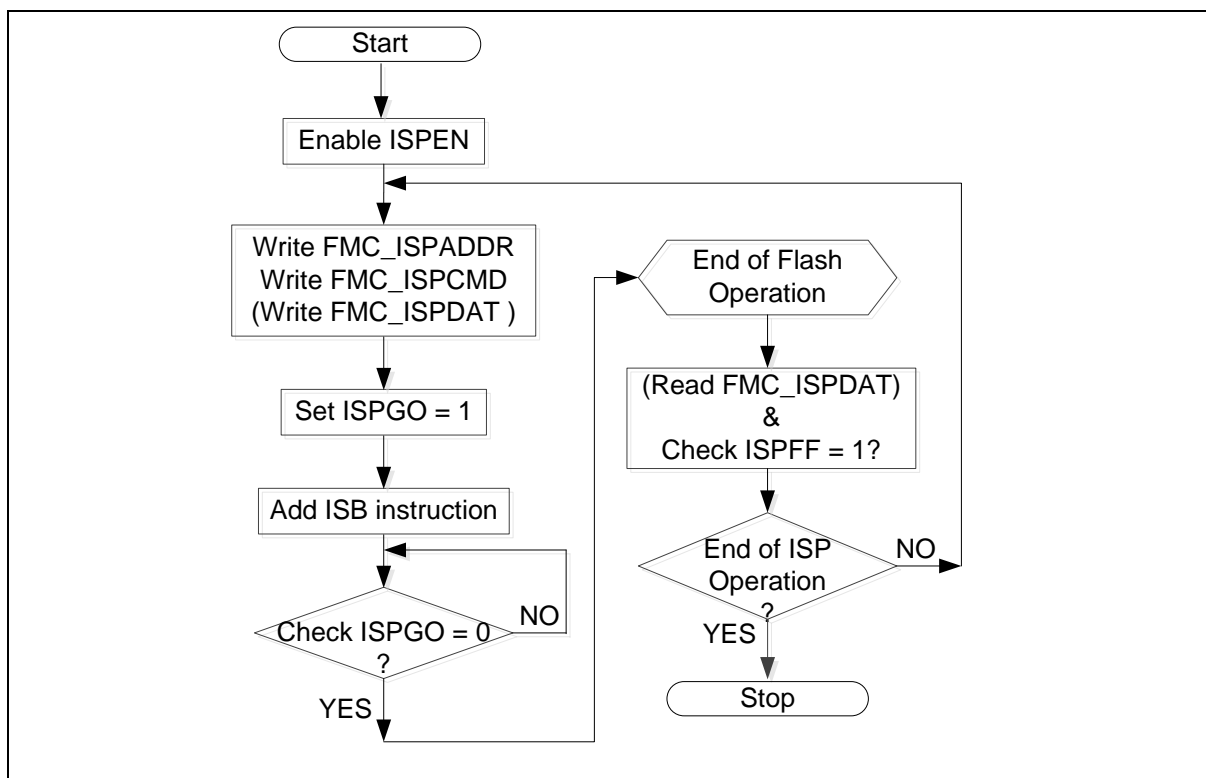 Start
Enable ISPEN
Write FMC_ISPADDR
Write FMC_ISPCMD
(Write FMC_ISPDAT )
Set ISPGO = 1
Add ISB instruction
Check ISPGO = 0
?
NO
YES
End of Flash
Operation
(Read FMC_ISPDAT)
&
Check ISPFF = 1?
End of ISP
Operation
?
NO
YES
Stop